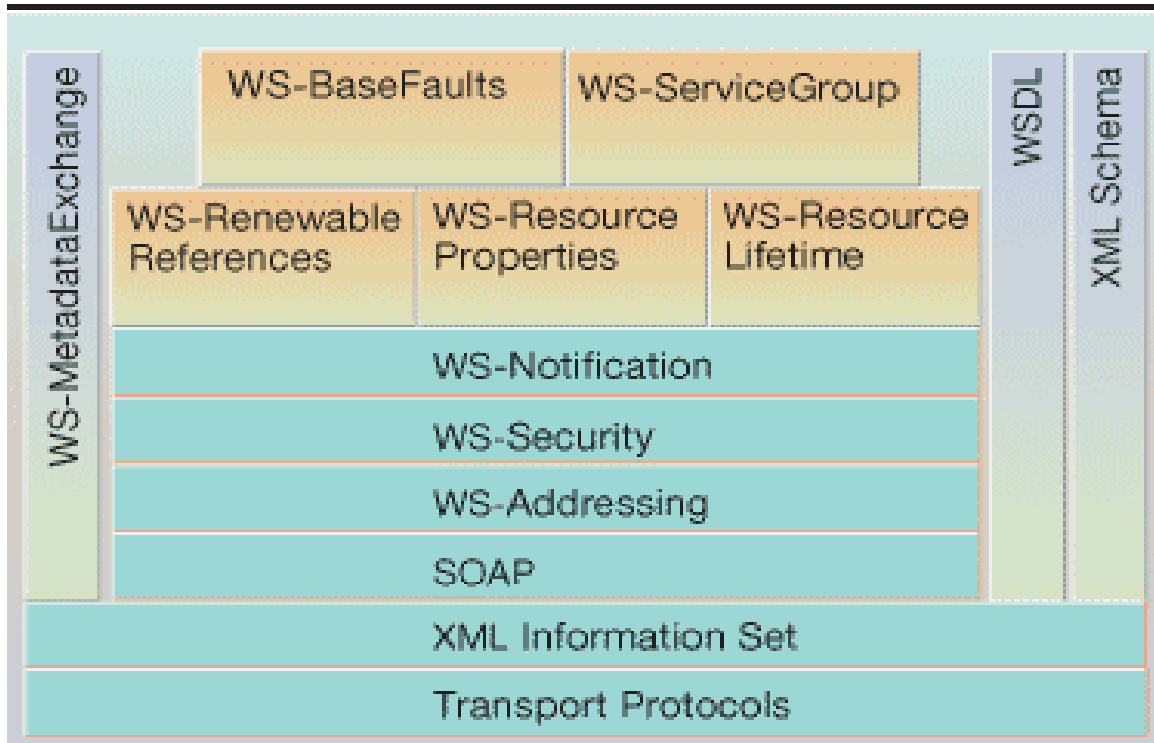 WS-MetadataExchange
WS-BaseFaults
WS-ServiceGroup
WS-Renewable
References
WS-Resource
Properties
WS-Resource
Lifetime
WS-Notification
WS-Security
WS-Addressing
SOAP
WSDL
XML Schema
XML Information Set
Transport Protocols